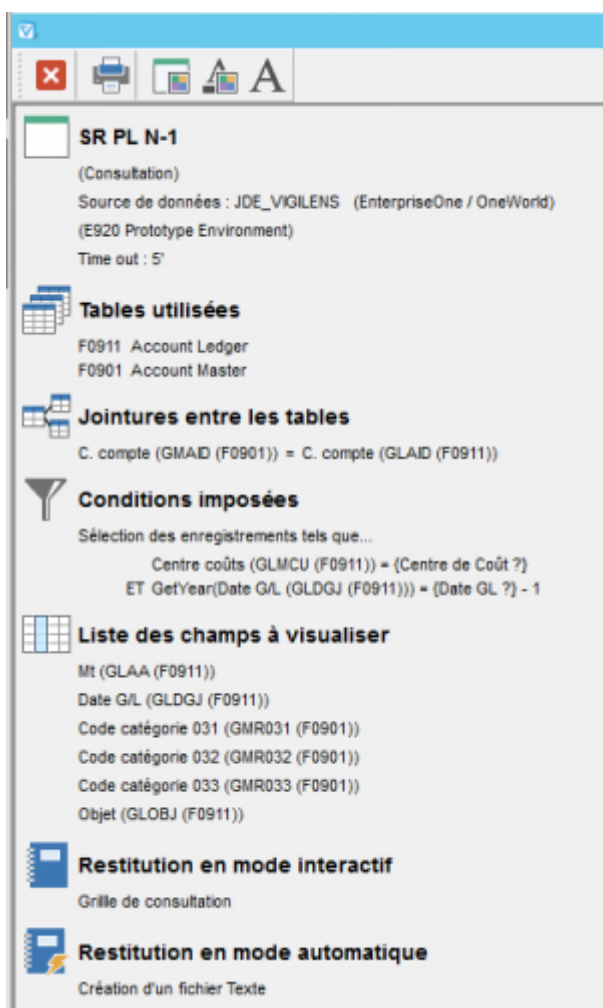 SR PL N-1
(Consultation)
Source de données : JDE_VIGILENS (EnterpriseOne / OneWorld)
(E920 Prototype Environment)
Time out : 5'
Tables utilisées
F0911 Account Ledger
F0901 Account Master
Jointures entre les tables
C. compte (GMAID (F0901)) = C. compte (GLAID (F0911))
Conditions imposées
Sélection des enregistrements tels que...
Centre coûts (GLMCU (F0911)) = {Centre de Coût ?}
ET GetYear(Date G/L (GLDGJ (F0911))) = {Date GL ?} - 1
Liste des champs à visualiser
Mt (GLAA (F0911))
Date G/L (GLDGJ (F0911))
Code catégorie 031 (GMR031 (F0901))
Code catégorie 032 (GMR032 (F0901))
Code catégorie 033 (GMR033 (F0901))
Objet (GLOBJ (F0911))
Restitution en mode interactif
Grille de consultation
Restitution en mode automatique
Création d'un fichier Texte